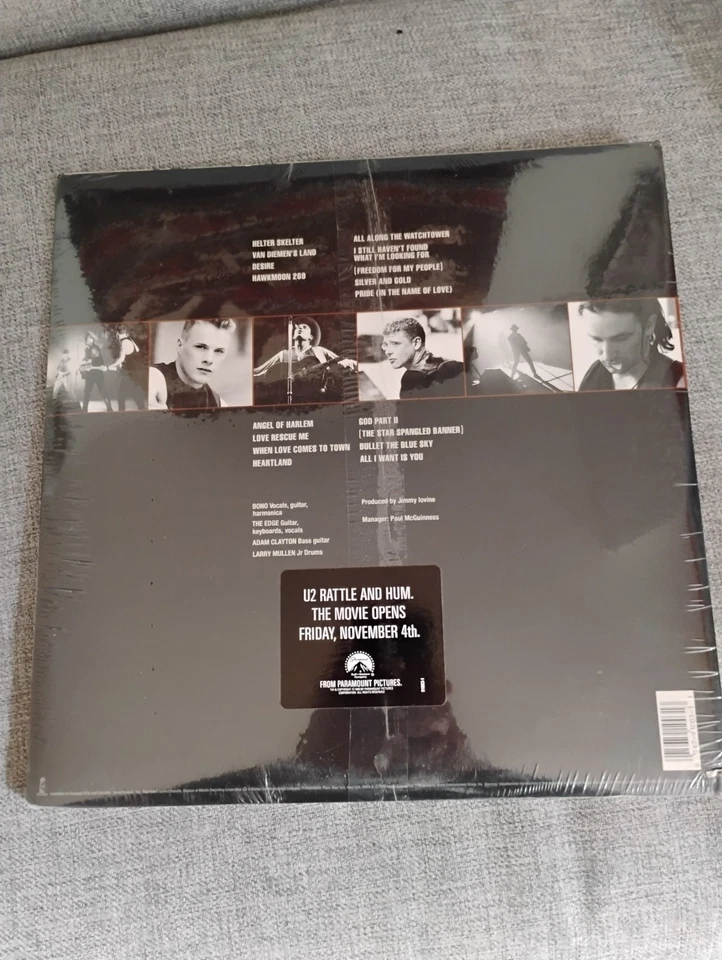 HELTER SKELTER
VAN DIEMEN'S LAND
DESIRE
HAWKMOON 269
ALL ALONG THE WATCHTOWER
I STILL HAVEN'T FOUND
WHAT I'M LOOKING FOR
(FREEDOM FOR MY PEOPLE)
SILVER AND GOLD
PRIDE (IN THE NAME OF LOVE)
ANGEL OF HARLEM
LOVE RESCUE ME
WHEN LOVE COMES TO TOWN
HEARTLAND
GOD PART II
(THE STAR SPANGLED BANNER)
BULLET THE BLUE SKY
ALL I WANT IS YOU
BONO Vocals, guitar,
harmonica
THE EDGE Guitar,
keyboards, vocals
ADAM CLAYTON Bass guitar
LARRY MULLEN Jr Drums
Produced by Jimmy Iovine
Manager: Paul McGuinness
U2 RATTLE AND HUM.
THE MOVIE OPENS
FRIDAY, NOVEMBER 4th.
FROM PARAMOUNT PICTURES.